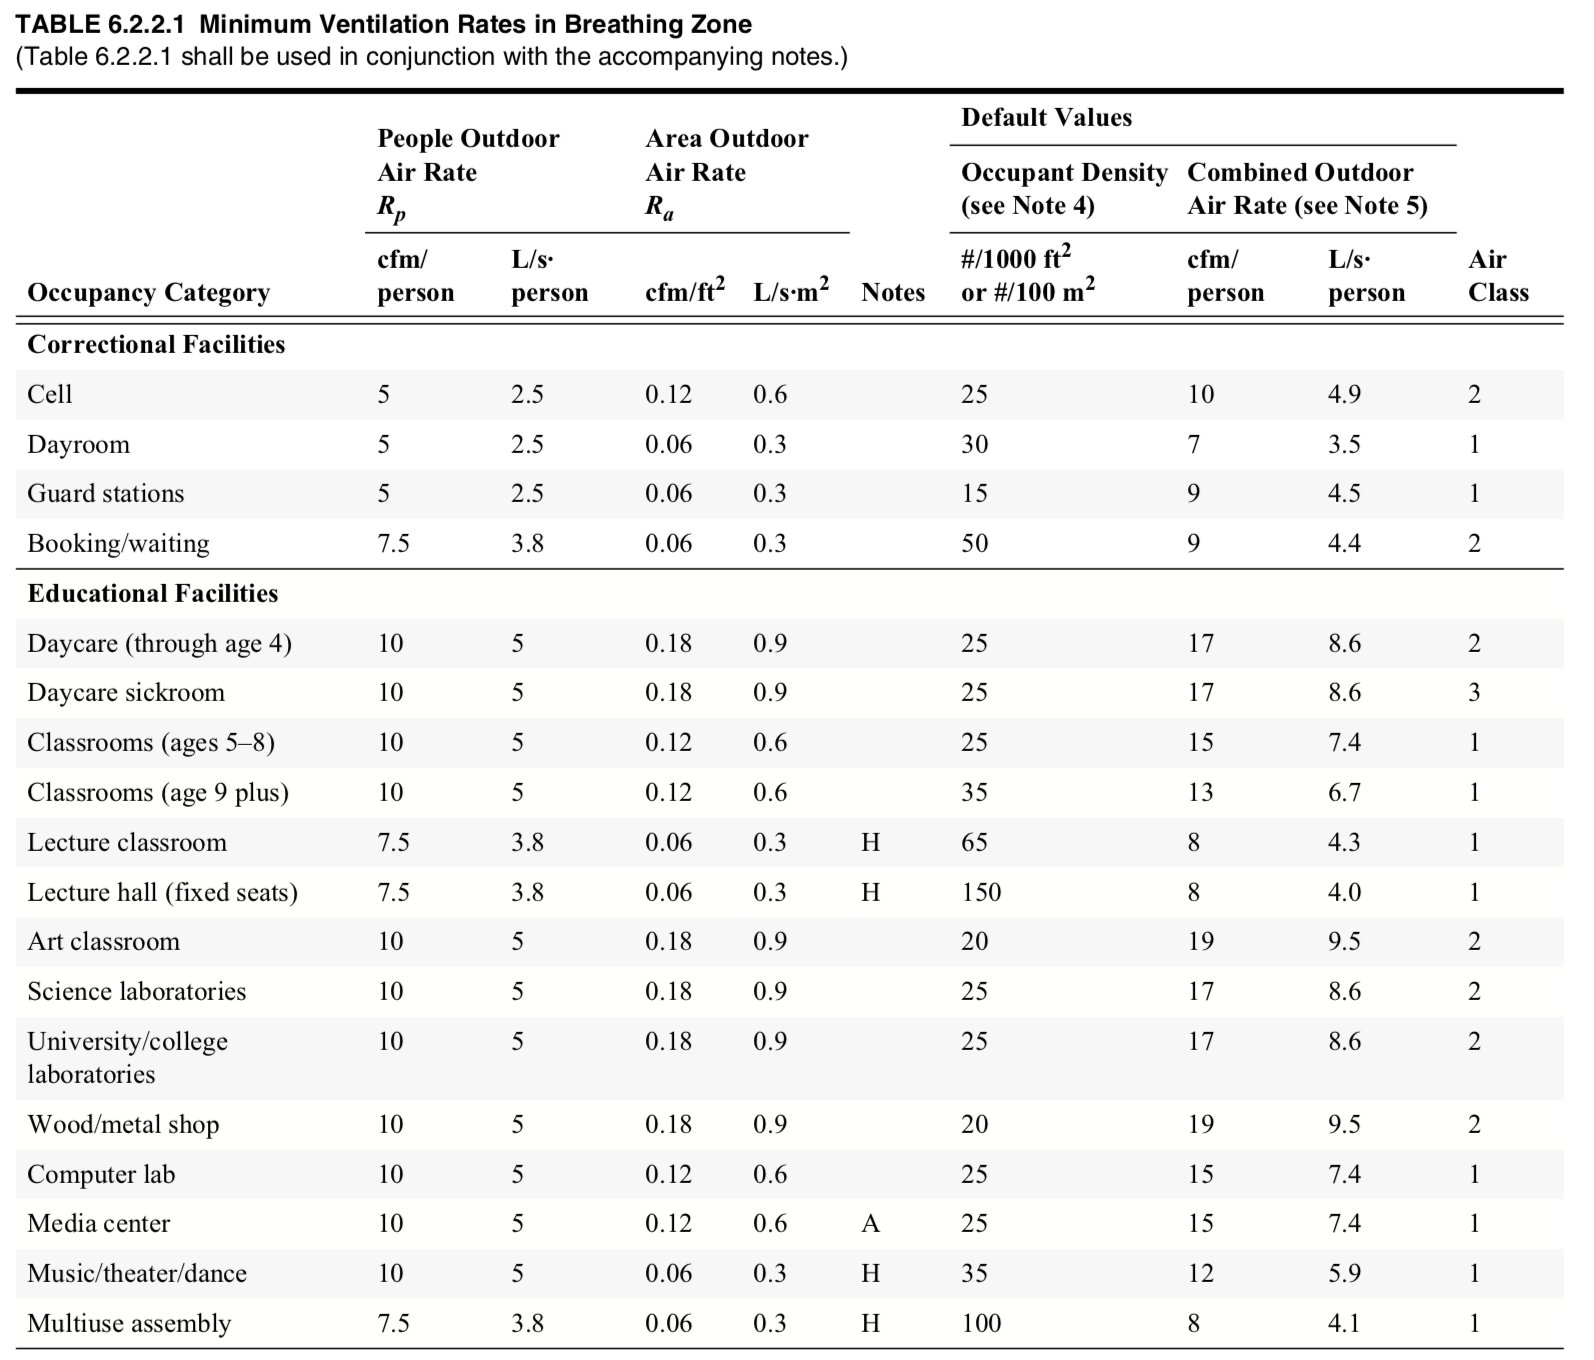 TABLE 6.2.2.1 Minimum Ventilation Rates in Breathing Zone
(Table 6.2.2.1 shall be used in conjunction with the accompanying notes.)
Default Values
People Outdoor Area Outdoor
Air Rate Air Rate Occupant Density Combined Outdoor
Rp Ra (see Note 4) Air Rate (see Note 5)
cfm/ L/s· #/1000 ft2 cfm/ L/s· Air
Occupancy Category person person cfm/ft2 L/s·m2 Notes or #/100 m2 person person Class
Correctional Facilities
Cell 5 2.5 0.12 0.6 25 10 4.9 2
Dayroom 5 2.5 0.06 0.3 30 7 3.5 1
Guard stations 5 2.5 0.06 0.3 15 9 4.5 1
Booking/waiting 7.5 3.8 0.06 0.3 50 9 4.4 2
Educational Facilities
Daycare (through age 4) 10 5 0.18 0.9 25 17 8.6 2
Daycare sickroom 10 5 0.18 0.9 25 17 8.6 3
Classrooms (ages 5–8) 10 5 0.12 0.6 25 15 7.4 1
Classrooms (age 9 plus) 10 5 0.12 0.6 35 13 6.7 1
Lecture classroom 7.5 3.8 0.06 0.3 H 65 8 4.3 1
Lecture hall (fixed seats) 7.5 3.8 0.06 0.3 H 150 8 4.0 1
Art classroom 10 5 0.18 0.9 20 19 9.5 2
Science laboratories 10 5 0.18 0.9 25 17 8.6 2
University/college 10 5 0.18 0.9 25 17 8.6 2
laboratories
Wood/metal shop 10 5 0.18 0.9 20 19 9.5 2
Computer lab 10 5 0.12 0.6 25 15 7.4 1
Media center 10 5 0.12 0.6 A 25 15 7.4 1
Music/theater/dance 10 5 0.06 0.3 H 35 12 5.9 1
Multiuse assembly 7.5 3.8 0.06 0.3 H 100 8 4.1 1